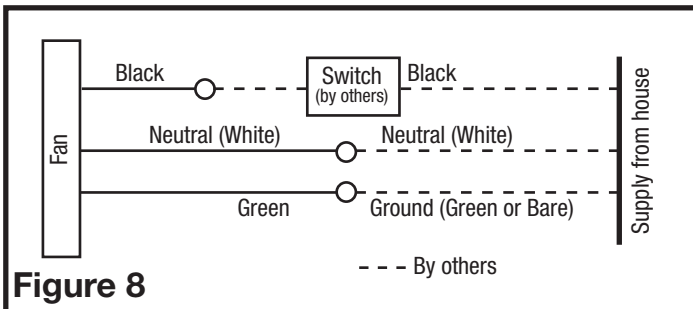 Black
Switch
(by others)
Black
Neutral (White)
Neutral (White)
Fan
Supply from house
Green
Ground (Green or Bare)
- - - By others
Figure 8